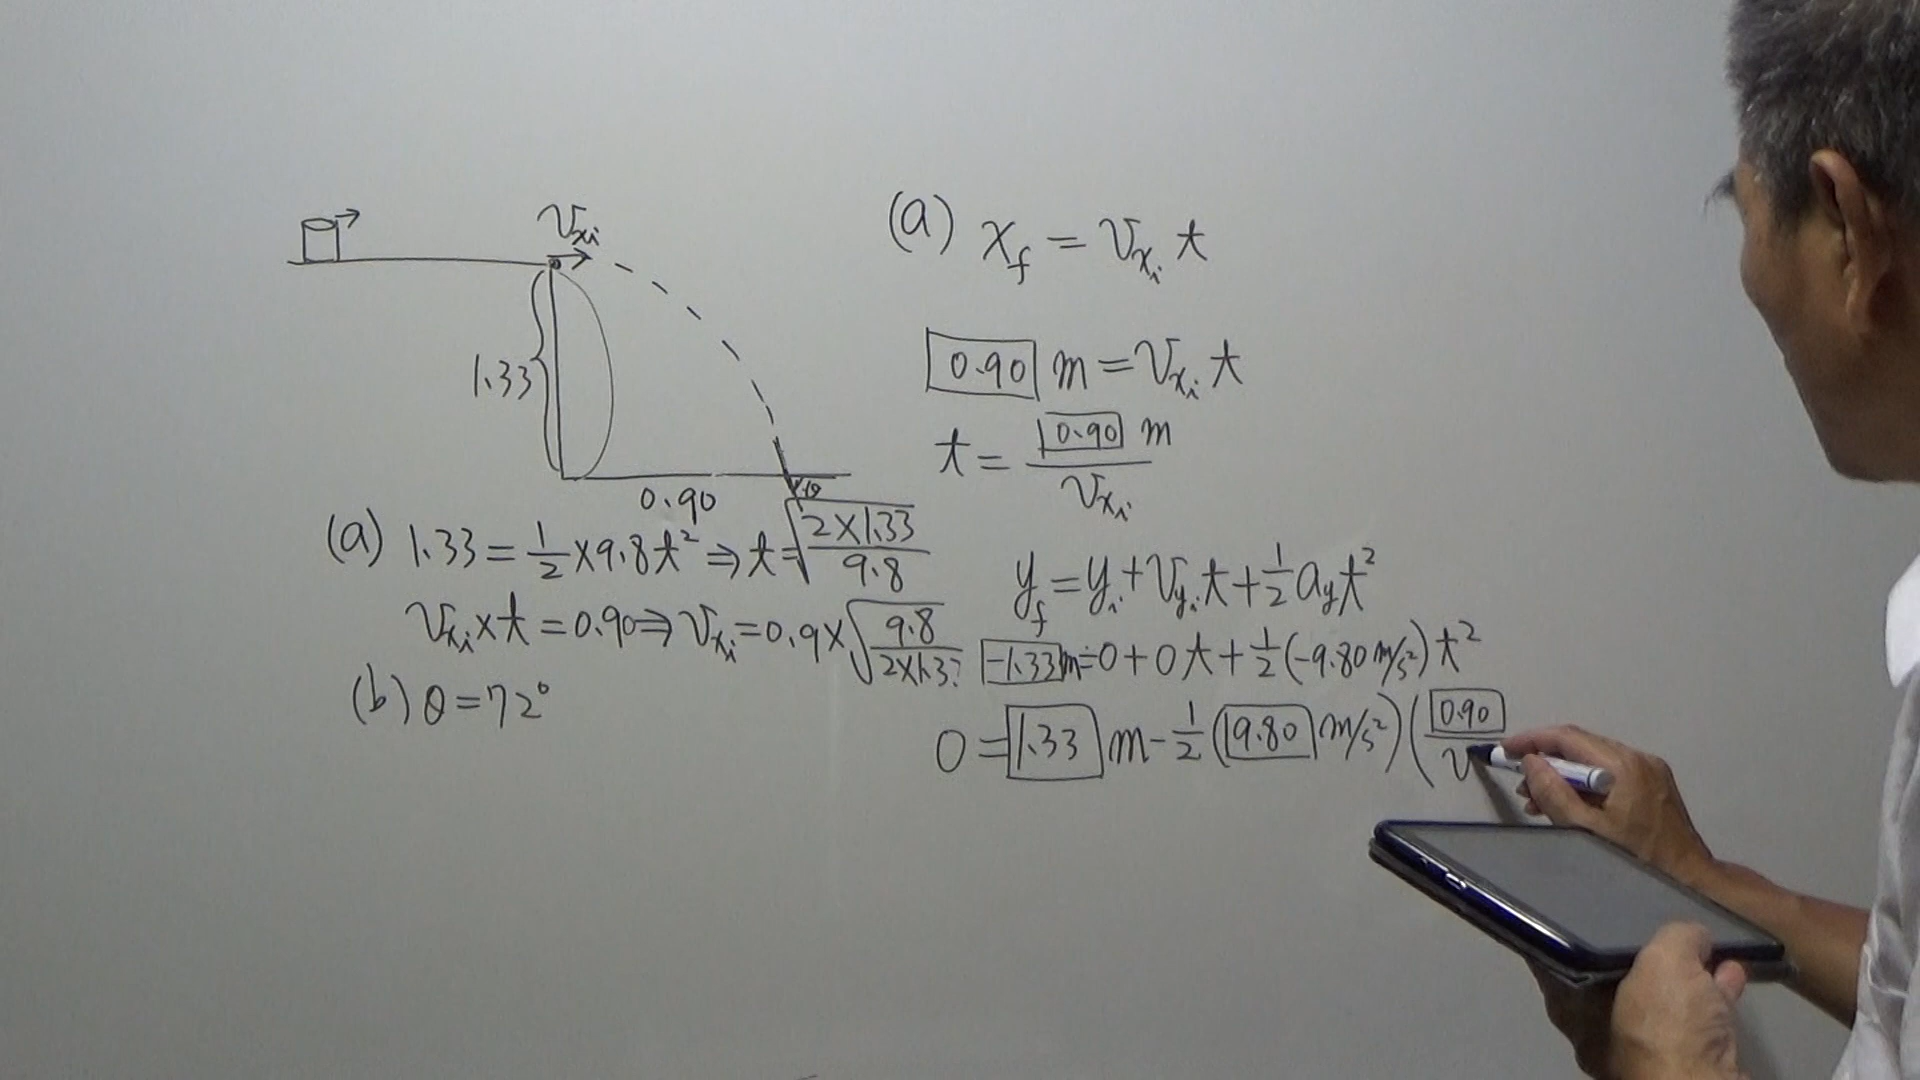 v_xi
1.33
0.90
θ
(a) 1.33 = 1/2 × 9.8 t² ⇒ t = √(2×1.33 / 9.8)
v_xi × t = 0.90 ⇒ v_xi = 0.9 × √(9.8 / 2×1.33)
(b) θ = 72°
(a) x_f = v_xi t
0.90 m = v_xi t
t = 0.90 m / v_xi
y_f = y_i + v_yi t + 1/2 a_y t²
-1.33 m = 0 + 0 t + 1/2 (-9.80 m/s²) t²
0 = 1.33 m - 1/2 (9.80 m/s²) (0.90 / v